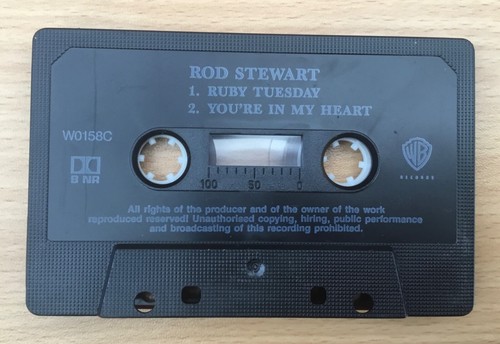 ROD STEWART
1. RUBY TUESDAY
2. YOU'RE IN MY HEART
W0158C
B NR
WB
RECORDS
100 50 0
All rights of the producer and of the owner of the work
reproduced reserved! Unauthorised copying, hiring, public performance
and broadcasting of this recording prohibited.